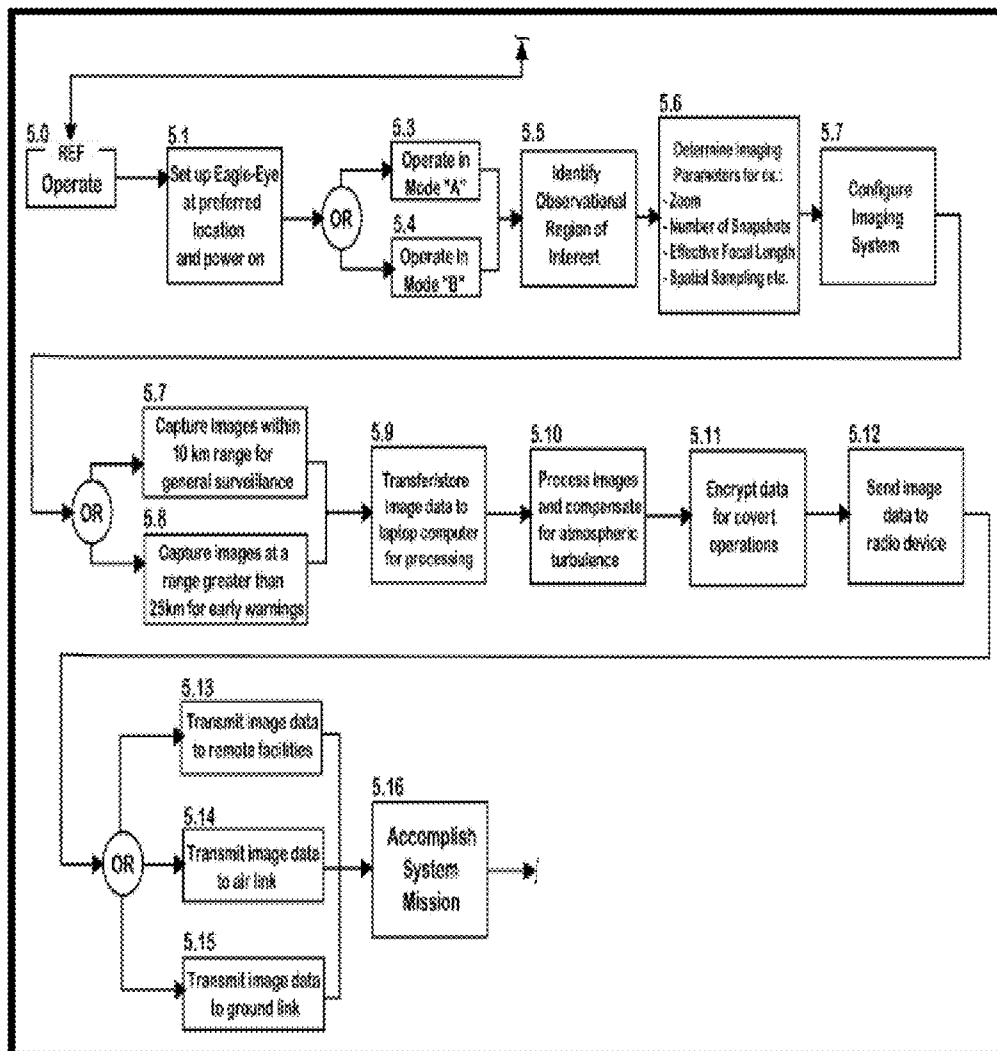 5.0
REF
Operate
5.1
Set up Eagle-Eye
at preferred
location
and power on
OR
5.3
Operate in
Mode "A"
5.4
Operate in
Mode "B"
5.5
Identify
Observational
Region of
Interest
5.6
Determine Imaging
Parameters for ex.:
- Zoom
- Number of Snapshots
- Effective Focal Length
- Spatial Sampling etc.
5.7
Configure
Imaging
System
OR
5.7
Capture images within
10 km range for
general surveillance
5.8
Capture images at a
range greater than
25km for early warnings
5.9
Transfer/store
image data to
laptop computer
for processing
5.10
Process images
and compensate
for atmospheric
turbulence
5.11
Encrypt data
for covert
operations
5.12
Send image
data to
radio device
OR
5.13
Transmit image data
to remote facilities
5.14
Transmit image data
to air link
5.15
Transmit image data
to ground link
5.16
Accomplish
System
Mission